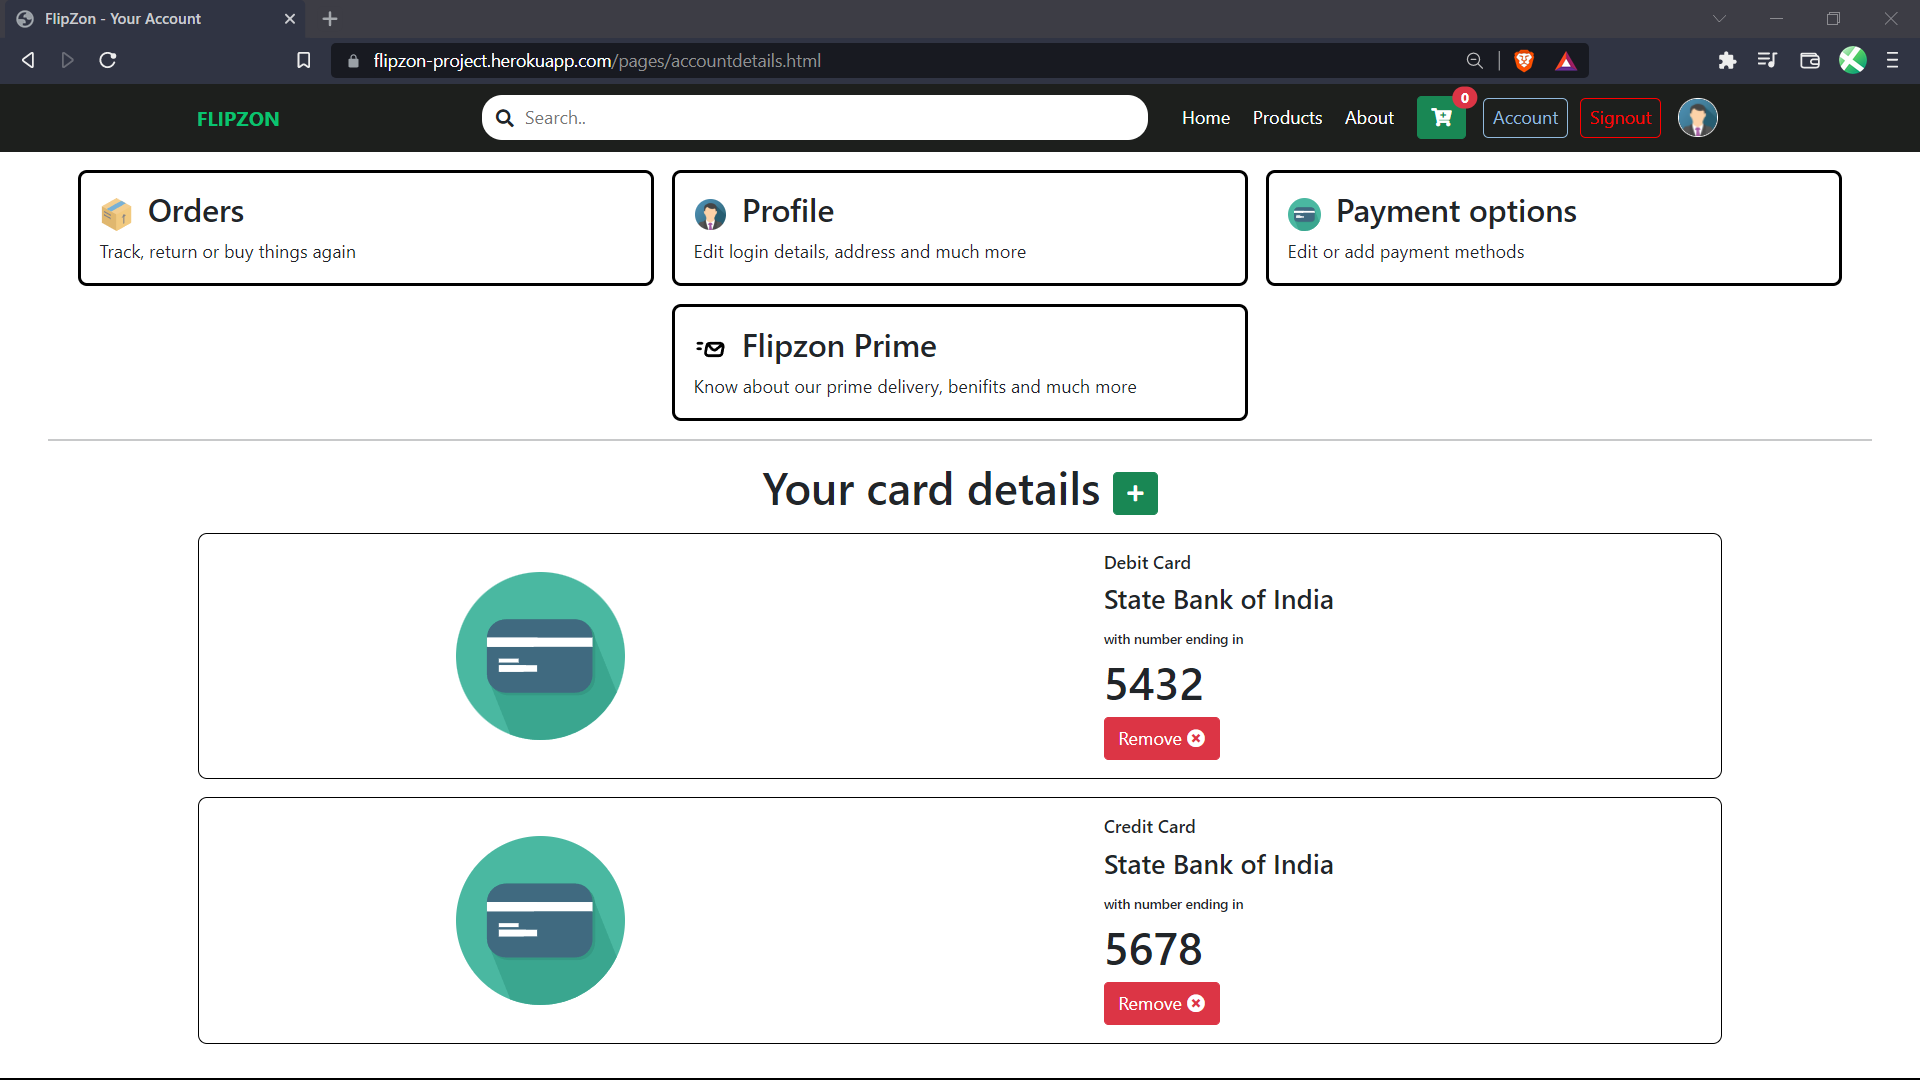 FlipZon - Your Account
flipzon-project.herokuapp.com/pages/accountdetails.html
FLIPZON
Search..
Home
Products
About
0
Account
Signout
Orders
Track, return or buy things again
Profile
Edit login details, address and much more
Payment options
Edit or add payment methods
Flipzon Prime
Know about our prime delivery, benifits and much more
Your card details +
Debit Card
State Bank of India
with number ending in
5432
Remove
Credit Card
State Bank of India
with number ending in
5678
Remove